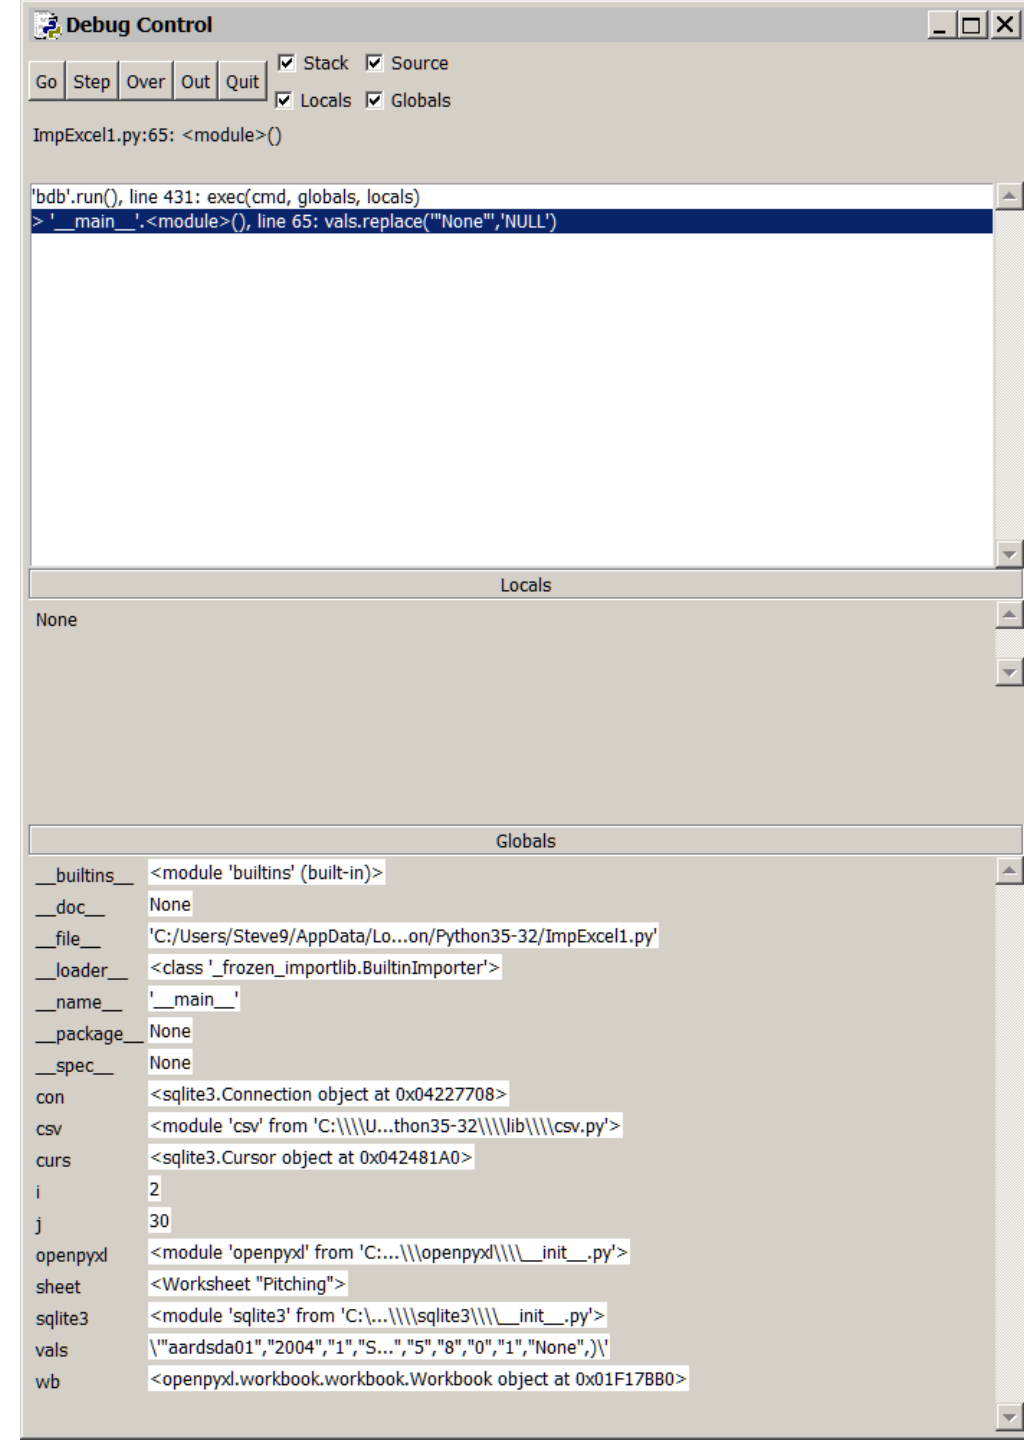 Debug Control
Go Step Over Out Quit
Stack Source
Locals Globals
ImpExcel1.py:65: <module>()
'bdb'.run(), line 431: exec(cmd, globals, locals)
> '__main__'.<module>(), line 65: vals.replace('"None"','NULL')
Locals
None
Globals
__builtins__ <module 'builtins' (built-in)>
__doc__ None
__file__ 'C:/Users/Steve9/AppData/Lo...on/Python35-32/ImpExcel1.py'
__loader__ <class '_frozen_importlib.BuiltinImporter'>
__name__ '__main__'
__package__ None
__spec__ None
con <sqlite3.Connection object at 0x04227708>
csv <module 'csv' from 'C:\\\\U...thon35-32\\\\lib\\\\csv.py'>
curs <sqlite3.Cursor object at 0x042481A0>
i 2
j 30
openpyxl <module 'openpyxl' from 'C:...\\\openpyxl\\\\__init__.py'>
sheet <Worksheet "Pitching">
sqlite3 <module 'sqlite3' from 'C:\...\\\\sqlite3\\\\__init__.py'>
vals \'"aardsda01","2004","1","S...","5","8","0","1","None",)\'
wb <openpyxl.workbook.workbook.Workbook object at 0x01F17BB0>